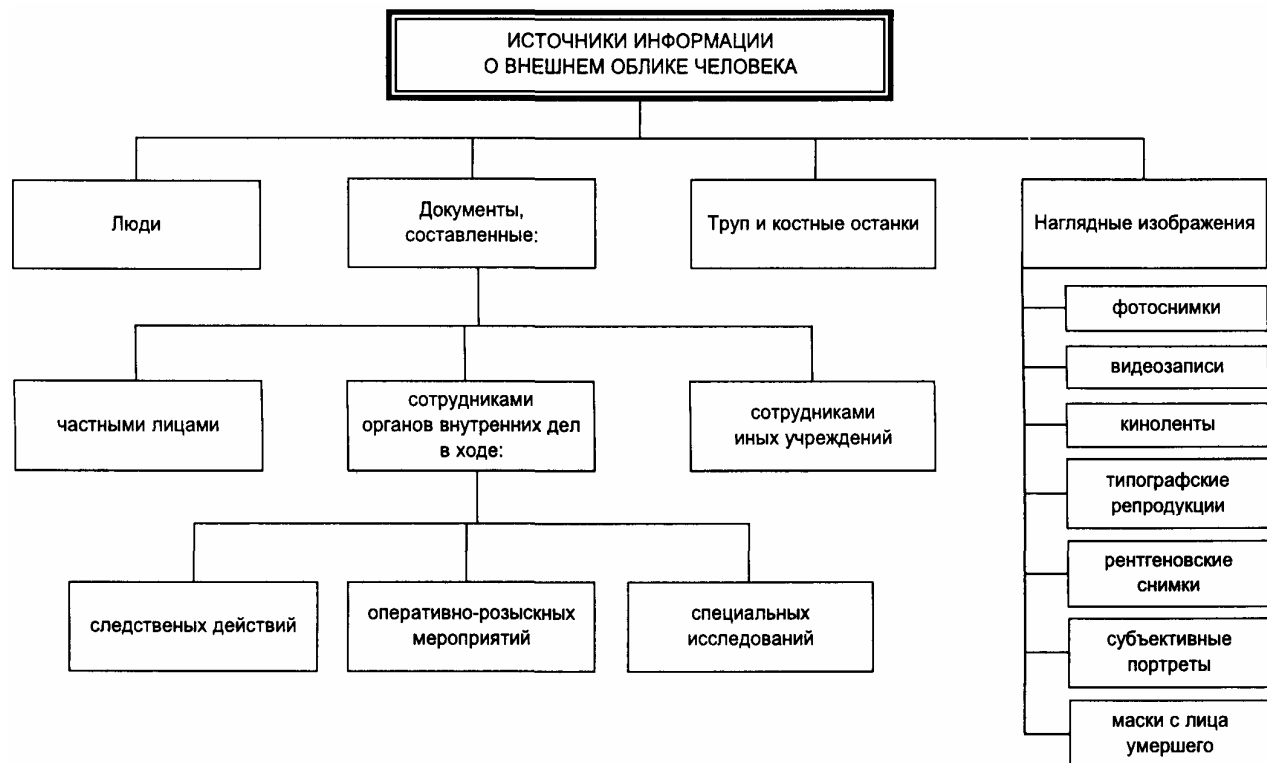 ИСТОЧНИКИ ИНФОРМАЦИИ
О ВНЕШНЕМ ОБЛИКЕ ЧЕЛОВЕКА
Люди
Документы,
составленные:
Труп и костные останки
Наглядные изображения
частными лицами
сотрудниками
органов внутренних дел
в ходе:
сотрудниками
иных учреждений
следственых действий
оперативно-розыскных
мероприятий
специальных
исследований
фотоснимки
видеозаписи
киноленты
типографские
репродукции
рентгеновские
снимки
субъективные
портреты
маски с лица
умершего